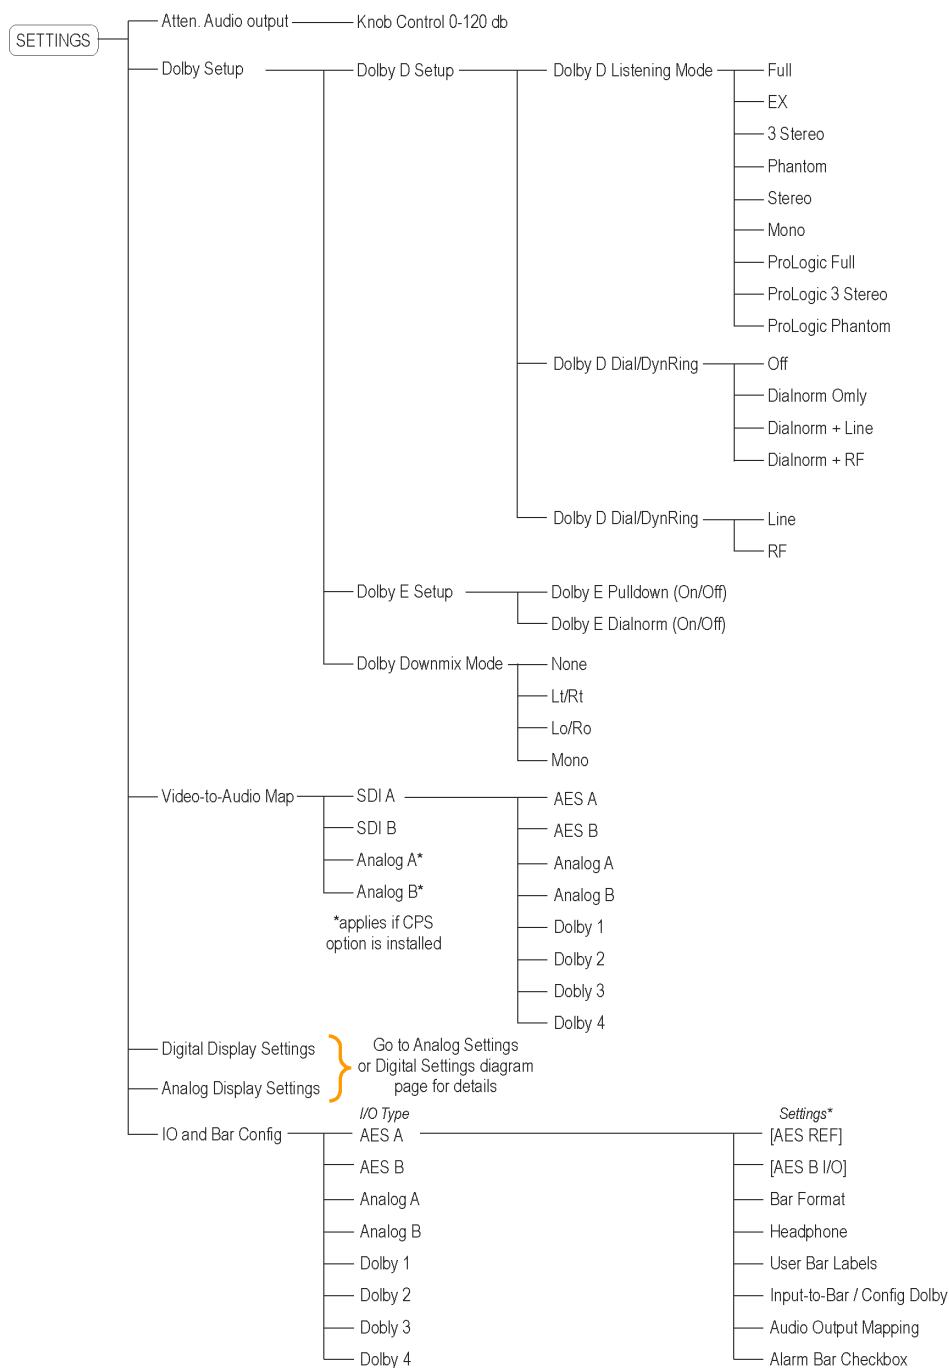 SETTINGS
Atten. Audio output
Knob Control 0-120 db
Dolby Setup
Dolby D Setup
Dolby D Listening Mode
Full
EX
3 Stereo
Phantom
Stereo
Mono
ProLogic Full
ProLogic 3 Stereo
ProLogic Phantom
Dolby D Dial/DynRing
Off
Dialnorm Omly
Dialnorm + Line
Dialnorm + RF
Dolby D Dial/DynRing
Line
RF
Dolby E Setup
Dolby E Pulldown (On/Off)
Dolby E Dialnorm (On/Off)
Dolby Downmix Mode
None
Lt/Rt
Lo/Ro
Mono
Video-to-Audio Map
SDI A
SDI B
Analog A*
Analog B*
*applies if CPS
option is installed
AES A
AES B
Analog A
Analog B
Dolby 1
Dolby 2
Dobly 3
Dolby 4
Digital Display Settings
Analog Display Settings
Go to Analog Settings
or Digital Settings diagram
page for details
IO and Bar Config
I/O Type
AES A
AES B
Analog A
Analog B
Dolby 1
Dolby 2
Dobly 3
Dolby 4
Settings*
[AES REF]
[AES B I/O]
Bar Format
Headphone
User Bar Labels
Input-to-Bar / Config Dolby
Audio Output Mapping
Alarm Bar Checkbox